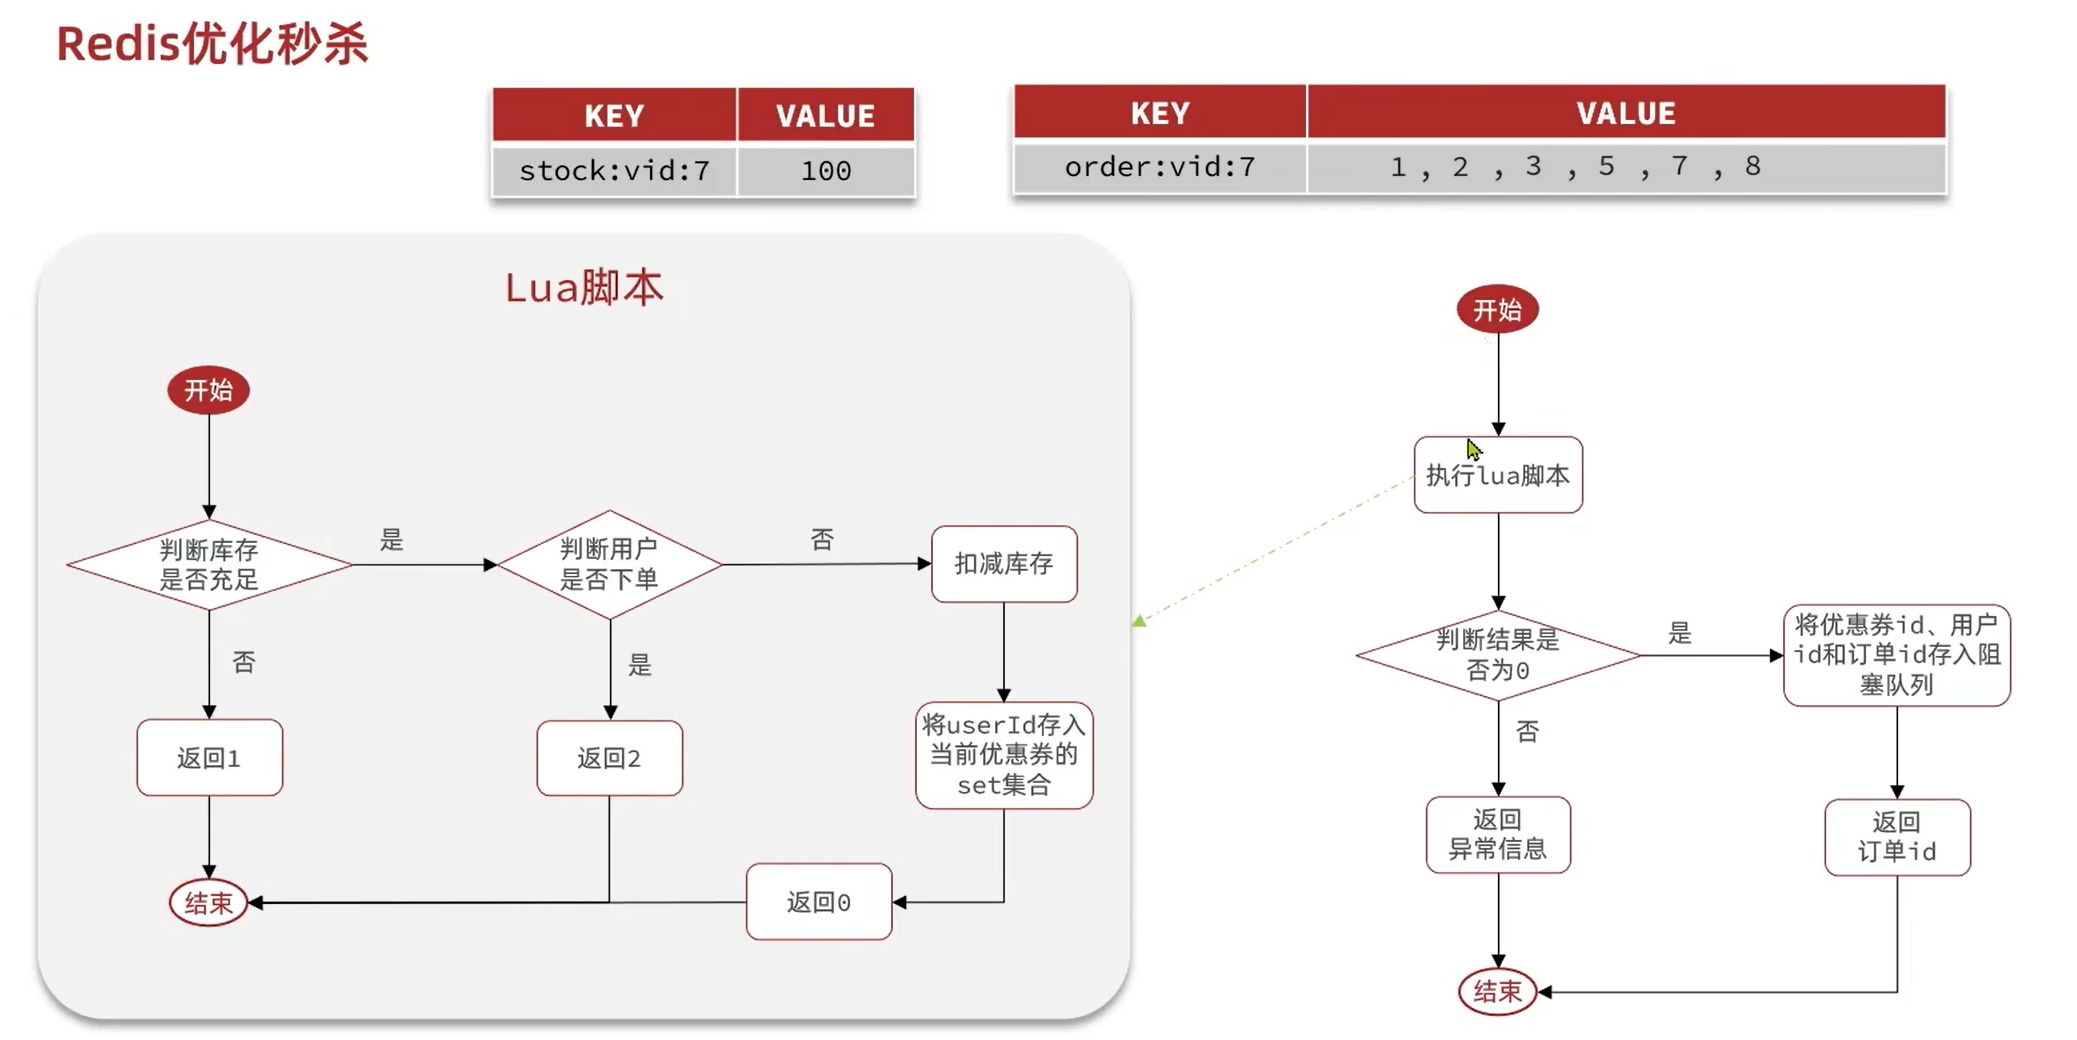 Redis优化秒杀
KEY VALUE
stock:vid:7 100
KEY VALUE
order:vid:7 1 , 2 , 3 , 5 , 7 , 8
Lua脚本
开始
判断库存
是否充足
是
判断用户
是否下单
否
扣减库存
否
是
返回1
返回2
将userId存入
当前优惠券的
set集合
结束
返回0
开始
执行lua脚本
判断结果是
否为0
是
将优惠券id、用户
id和订单id存入阻
塞队列
否
返回
异常信息
返回
订单id
结束